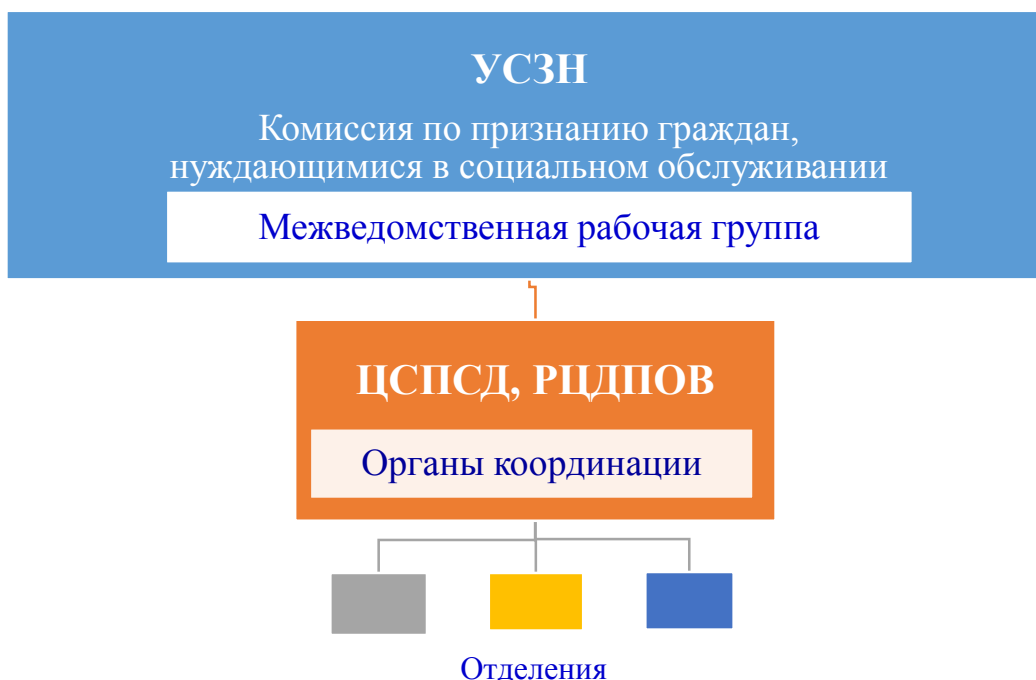 УСЗН
Комиссия по признанию граждан,
нуждающимися в социальном обслуживании
Межведомственная рабочая группа
ЦСПСД, РЦДПОВ
Органы координации
Отделения